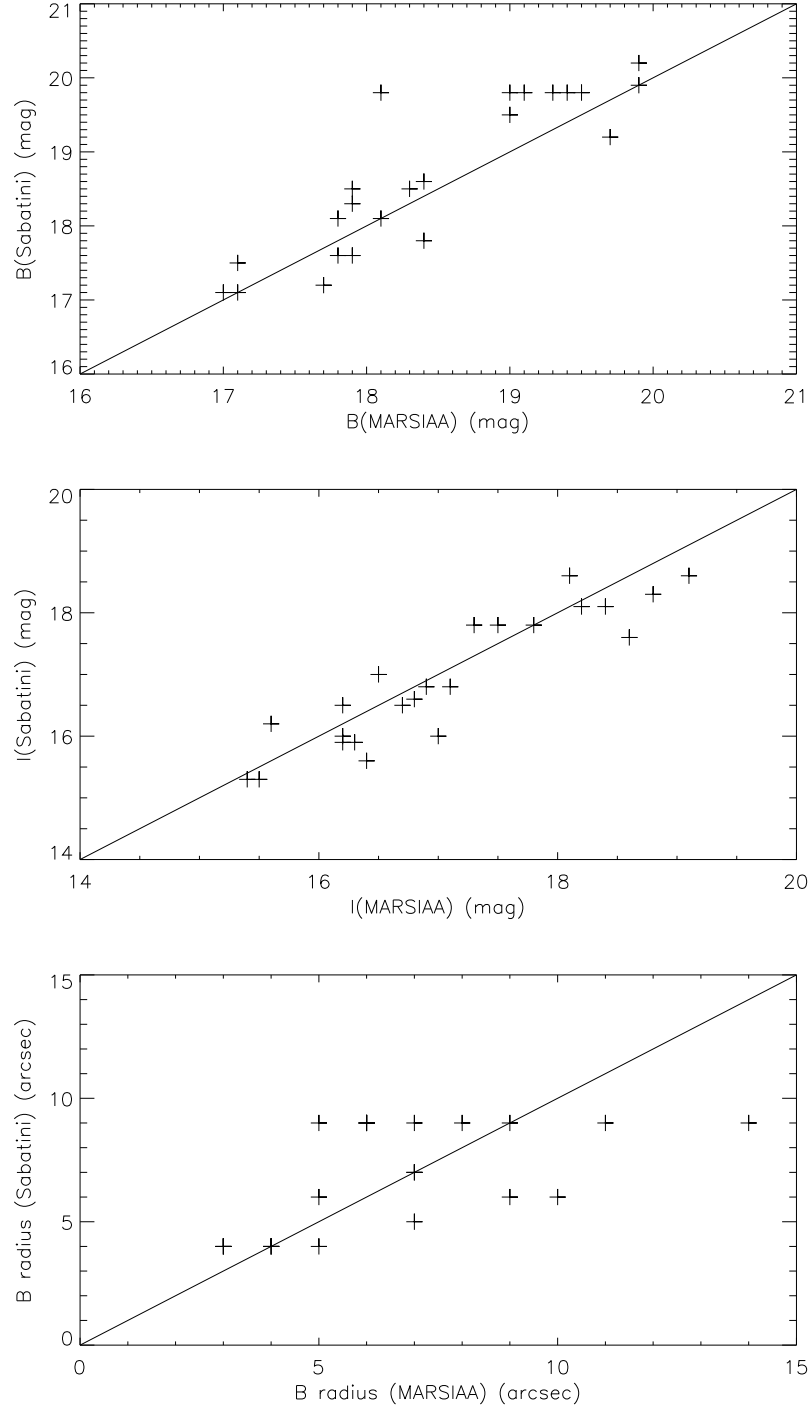 21
20
19
18
17
16
B(Sabatini) (mag)
16 17 18 19 20 21
B(MARSIAA) (mag)
20
18
16
14
I(Sabatini) (mag)
14 16 18 20
I(MARSIAA) (mag)
15
10
5
0
B radius (Sabatini) (arcsec)
0 5 10 15
B radius (MARSIAA) (arcsec)